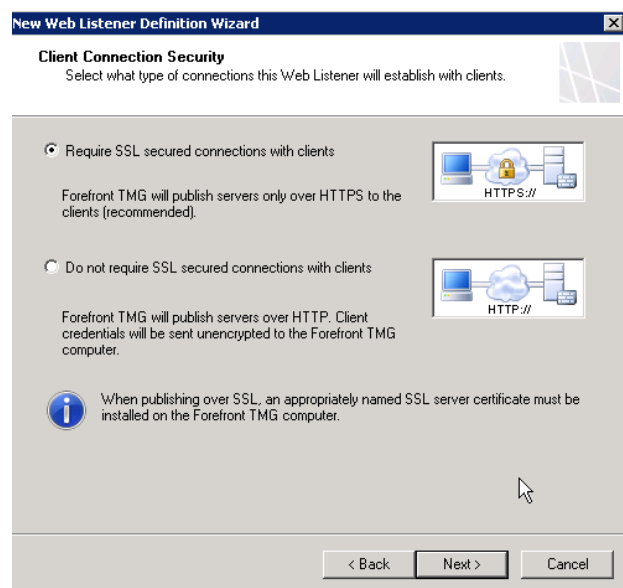 New Web Listener Definition Wizard
Client Connection Security
Select what type of connections this Web Listener will establish with clients.
Require SSL secured connections with clients
HTTPS://
Forefront TMG will publish servers only over HTTPS to the
clients (recommended).
Do not require SSL secured connections with clients
HTTP://
Forefront TMG will publish servers over HTTP. Client
credentials will be sent unencrypted to the Forefront TMG
computer.
When publishing over SSL, an appropriately named SSL server certificate must be
installed on the Forefront TMG computer.
< Back
Next >
Cancel